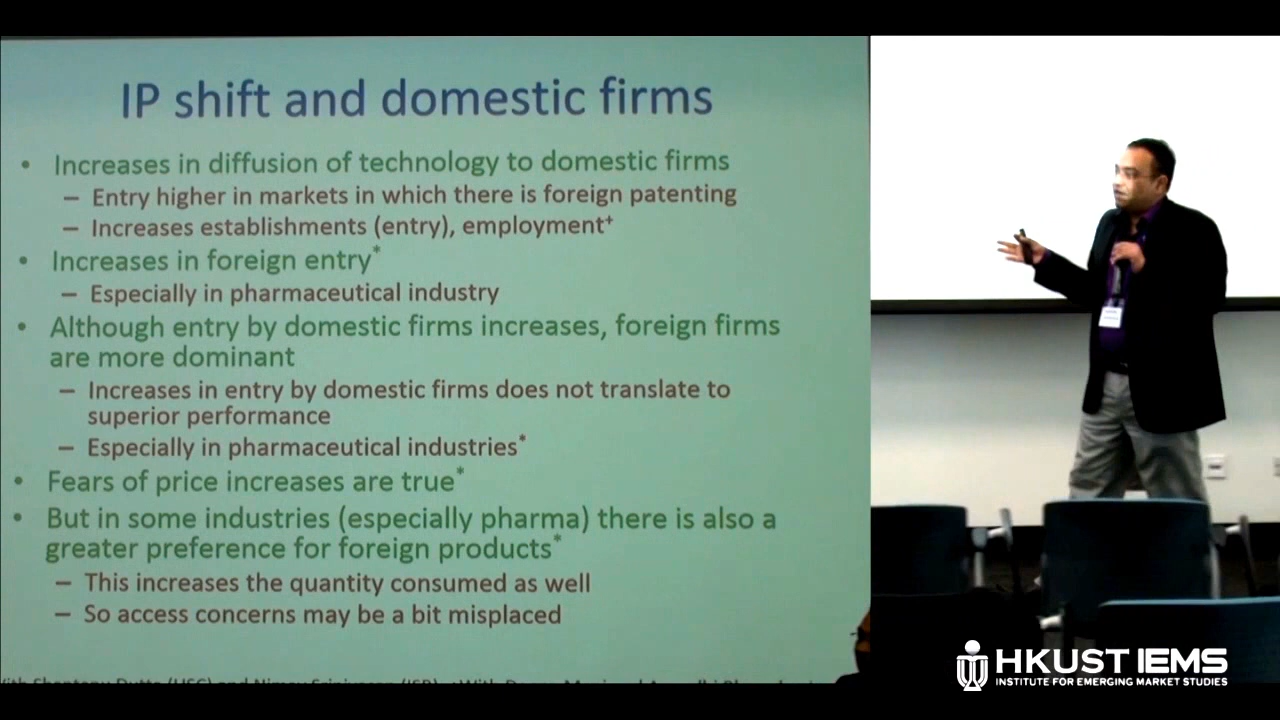 IP shift and domestic firms
• Increases in diffusion of technology to domestic firms
– Entry higher in markets in which there is foreign patenting
– Increases establishments (entry), employment⁺
• Increases in foreign entry*
– Especially in pharmaceutical industry
• Although entry by domestic firms increases, foreign firms
are more dominant
– Increases in entry by domestic firms does not translate to
superior performance
– Especially in pharmaceutical industries*
• Fears of price increases are true*
• But in some industries (especially pharma) there is also a
greater preference for foreign products*
– This increases the quantity consumed as well
– So access concerns may be a bit misplaced
HKUST IEMS
INSTITUTE FOR EMERGING MARKET STUDIES